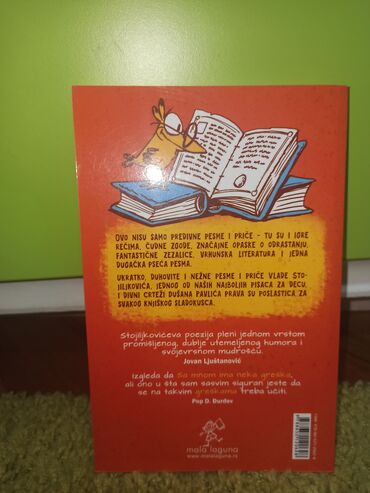 Ovo nisu samo predivne pesme i priče – tu su i igre
rečima, čudne zgode, značajne opaske o odrastanju,
fantastične zezalice, vrhunska literatura i jedna
dugačka pseća pesma.
Ukratko, duhovite i nežne pesme i priče Vlade Sto-
jiljkovića, jednog od naših najboljih pisaca za decu,
i divni crteži Dušana Pavlića prava su poslastica za
svakog knjiškog sladokusca.
Stojiljkovićeva poezija pleni jednom vrstom
promišljenog, dublje utemeljenog humora i
svojevrsnom mudrošću.
Jovan Ljuštanović
Izgleda da Sa mnom ima neka greška,
ali ono u šta sam sasvim siguran jeste da
se na takvim greškama treba učiti.
Pop D. Đurđev
mala laguna
www.malalaguna.rs